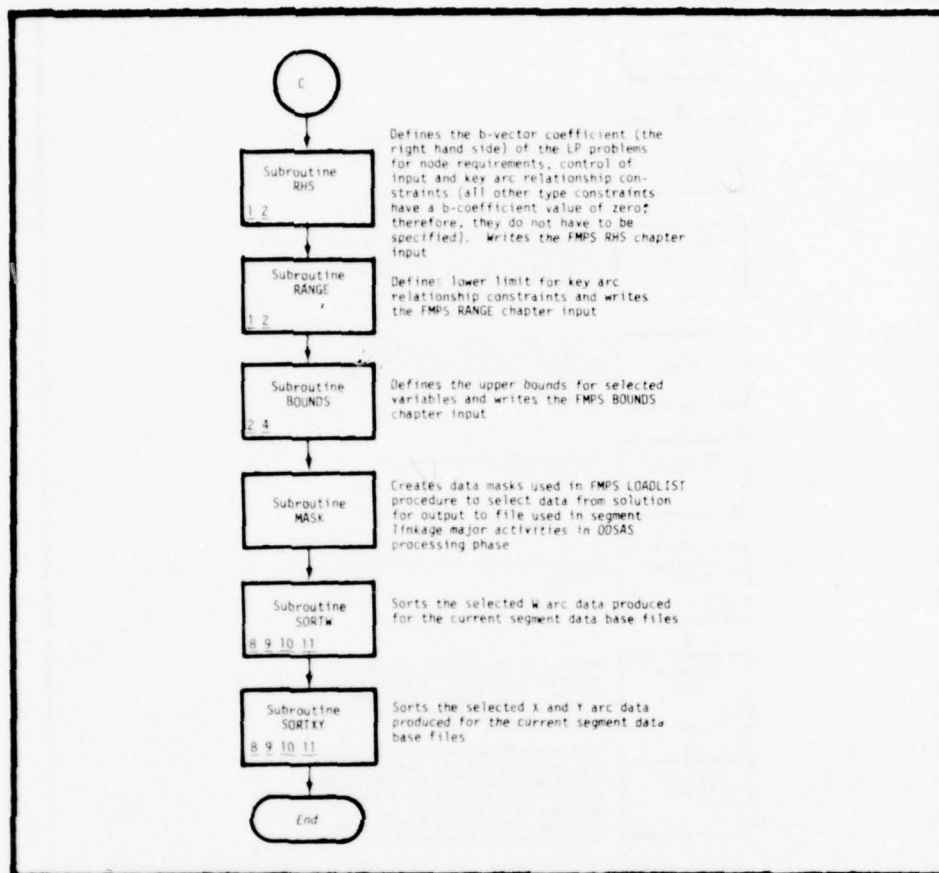 C
Subroutine
RHS
1 2
Defines the b-vector coefficient (the
right hand side) of the LP problems
for node requirements, control of
input and key arc relationship con-
straints (all other type constraints
have a b-coefficient value of zero;
therefore, they do not have to be
specified). Writes the FMPS RHS chapter
input
Subroutine
RANGE
1 2
Defines lower limit for key arc
relationship constraints and writes
the FMPS RANGE chapter input
Subroutine
BOUNDS
2 4
Defines the upper bounds for selected
variables and writes the FMPS BOUNDS
chapter input
Subroutine
MASK
Creates data masks used in FMPS LOADLIST
procedure to select data from solution
for output to file used in segment
linkage major activities in ODSAS
processing phase
Subroutine
SORTW
8 9 10 11
Sorts the selected W arc data produced
for the current segment data base files
Subroutine
SORTXY
8 9 10 11
Sorts the selected X and Y arc data
produced for the current segment data
base files
End